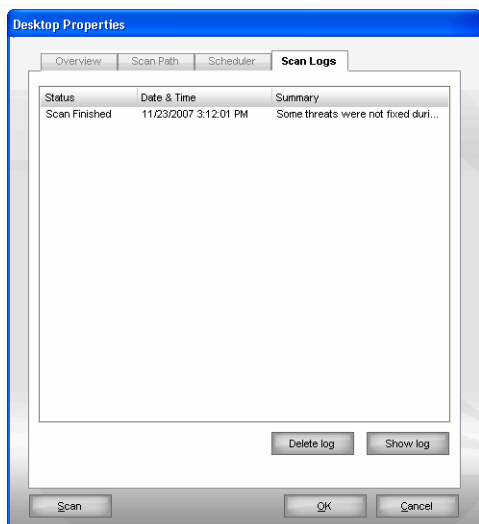 Desktop Properties
Overview Scan Path Scheduler Scan Logs
Status Date & Time Summary
Scan Finished 11/23/2007 3:12:01 PM Some threats were not fixed duri...
Delete log Show log
Scan OK Cancel